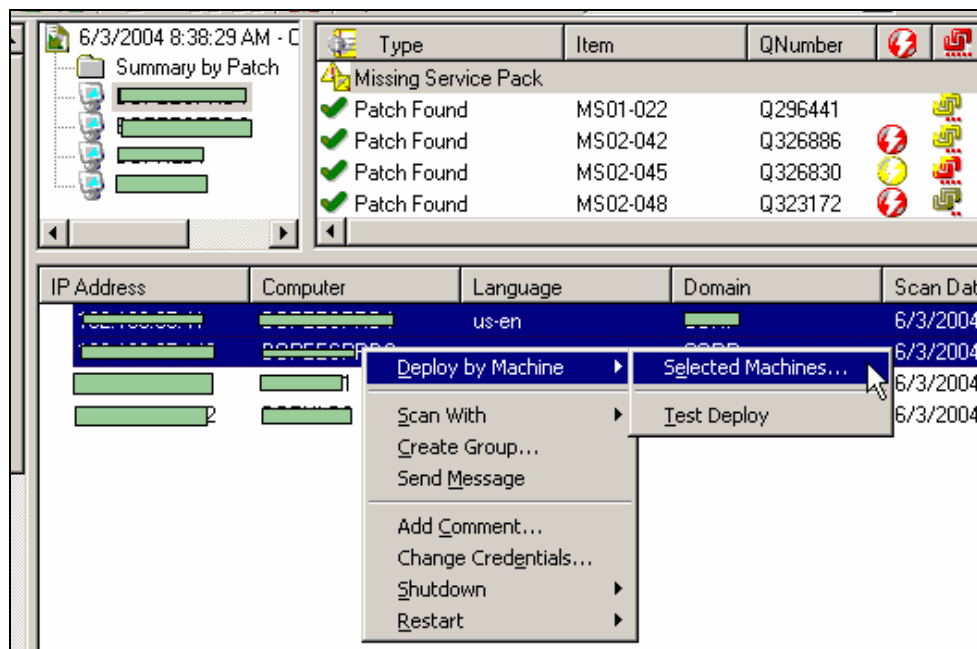 6/3/2004 8:38:29 AM - C
Summary by Patch
Type Item QNumber
Missing Service Pack
Patch Found MS01-022 Q296441
Patch Found MS02-042 Q326886
Patch Found MS02-045 Q326830
Patch Found MS02-048 Q323172
IP Address Computer Language Domain Scan Dat
us-en 6/3/2004
6/3/2004
1 6/3/2004
2 6/3/2004
Deploy by Machine
Scan With
Create Group...
Send Message
Add Comment...
Change Credentials...
Shutdown
Restart
Selected Machines...
Test Deploy